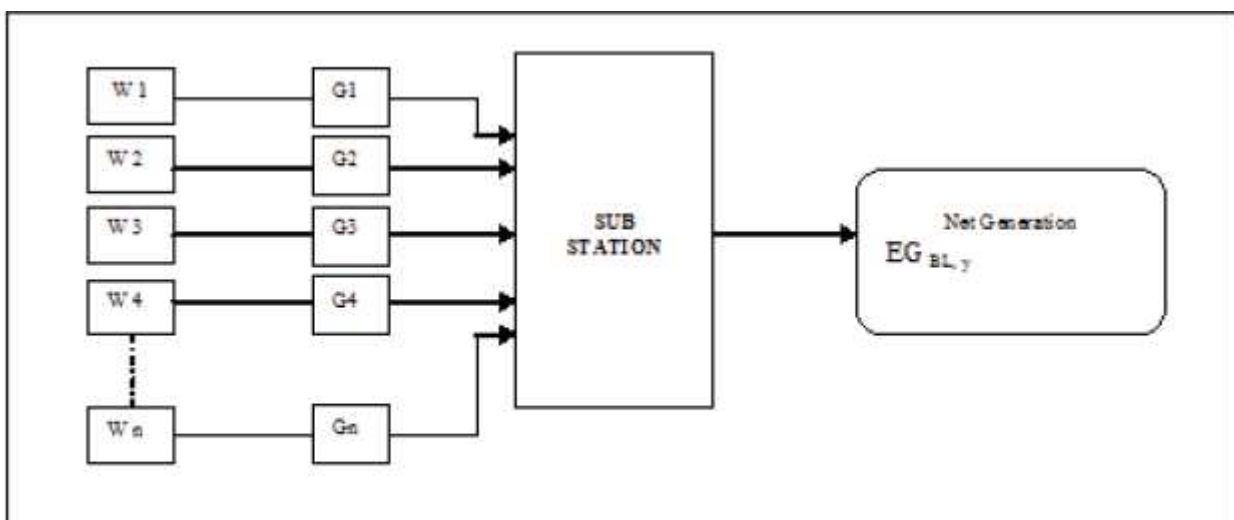 W 1
G1
W 2
G2
W 3
G3
W 4
G4
W n
Gn
SUB
STATION
Net Generation
EG BL, y